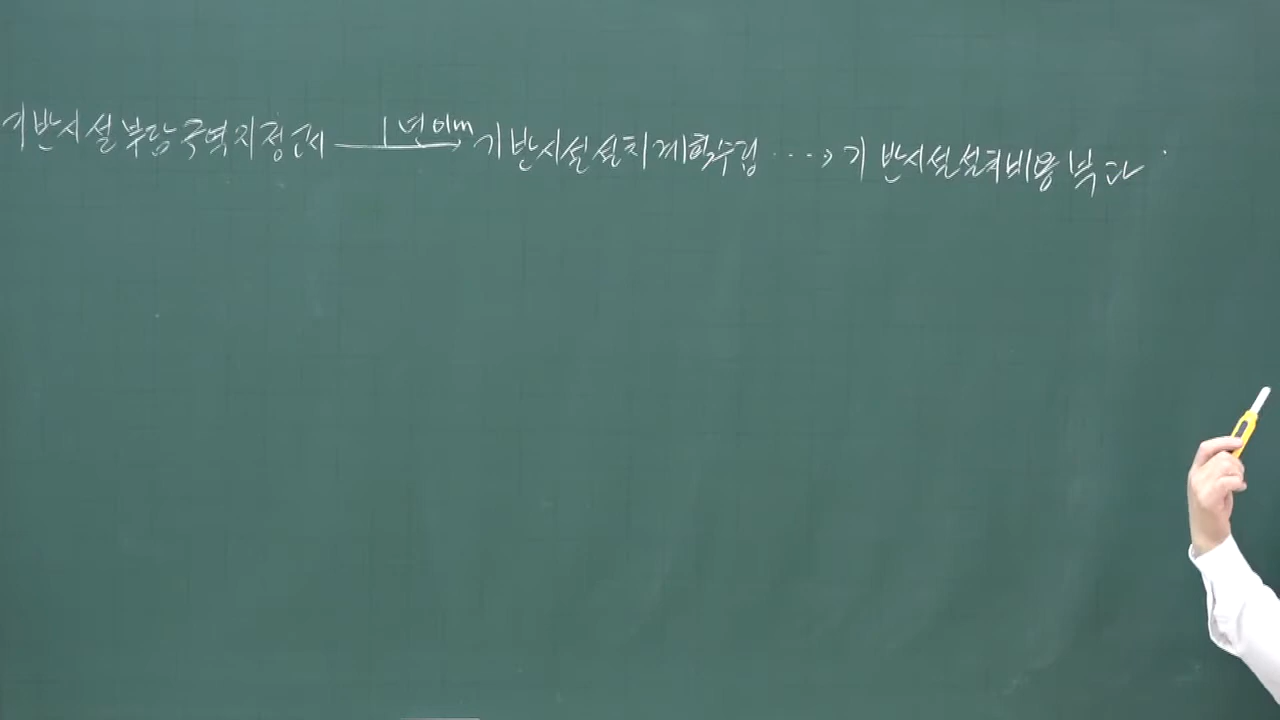 기반시설부담구역지정고시 1년이내 기반시설설치계획수립 ····> 기반시설설치비용부과